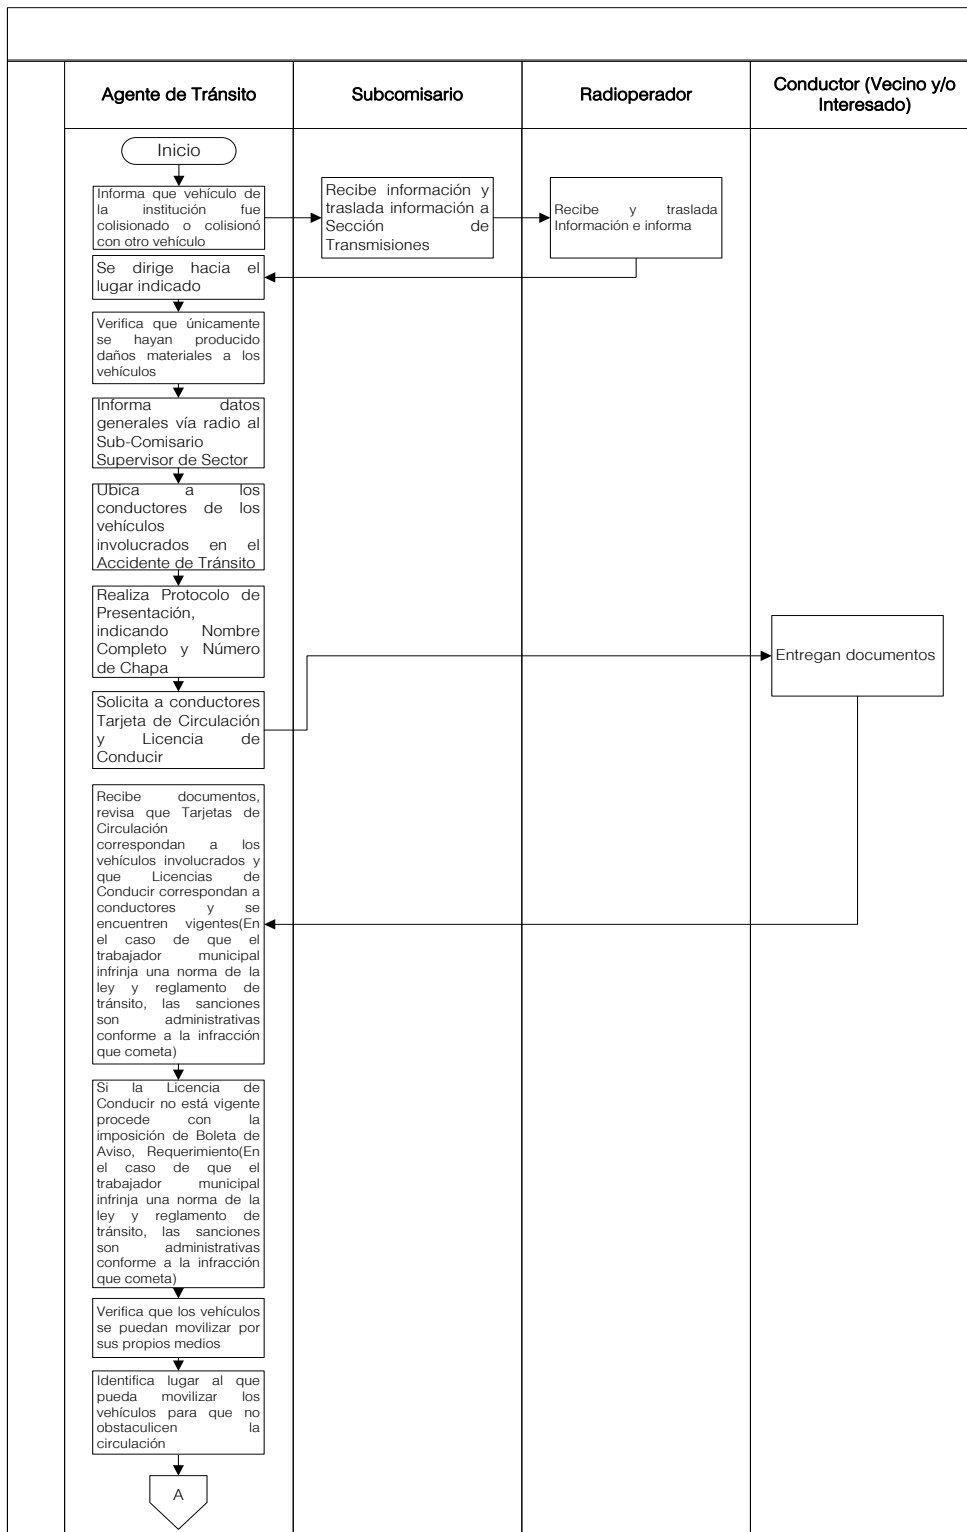 Agente de Tránsito
Subcomisario
Radioperador
Conductor (Vecino y/o
Interesado)
Inicio
Informa que vehículo de
la institución fue
colisionado o colisionó
con otro vehículo
Recibe información y
traslada información a
Sección de
Transmisiones
Recibe y traslada
Información e informa
Se dirige hacia el
lugar indicado
Verifica que únicamente
se hayan producido
daños materiales a los
vehículos
Informa datos
generales vía radio al
Sub-Comisario
Supervisor de Sector
Ubica a los
conductores de los
vehículos
involucrados en el
Accidente de Tránsito
Realiza Protocolo de
Presentación,
indicando Nombre
Completo y Número
de Chapa
Entregan documentos
Solicita a conductores
Tarjeta de Circulación
y Licencia de
Conducir
Recibe documentos,
revisa que Tarjetas de
Circulación
correspondan a los
vehículos involucrados y
que Licencias de
Conducir correspondan a
conductores y se
encuentren vigentes(En
el caso de que el
trabajador municipal
infrinja una norma de la
ley y reglamento de
tránsito, las sanciones
son administrativas
conforme a la infracción
que cometa)
Si la Licencia de
Conducir no está vigente
procede con la
imposición de Boleta de
Aviso, Requerimiento(En
el caso de que el
trabajador municipal
infrinja una norma de la
ley y reglamento de
tránsito, las sanciones
son administrativas
conforme a la infracción
que cometa)
Verifica que los vehículos
se puedan movilizar por
sus propios medios
Identifica lugar al que
pueda movilizar los
vehículos para que no
obstaculicen la
circulación
A